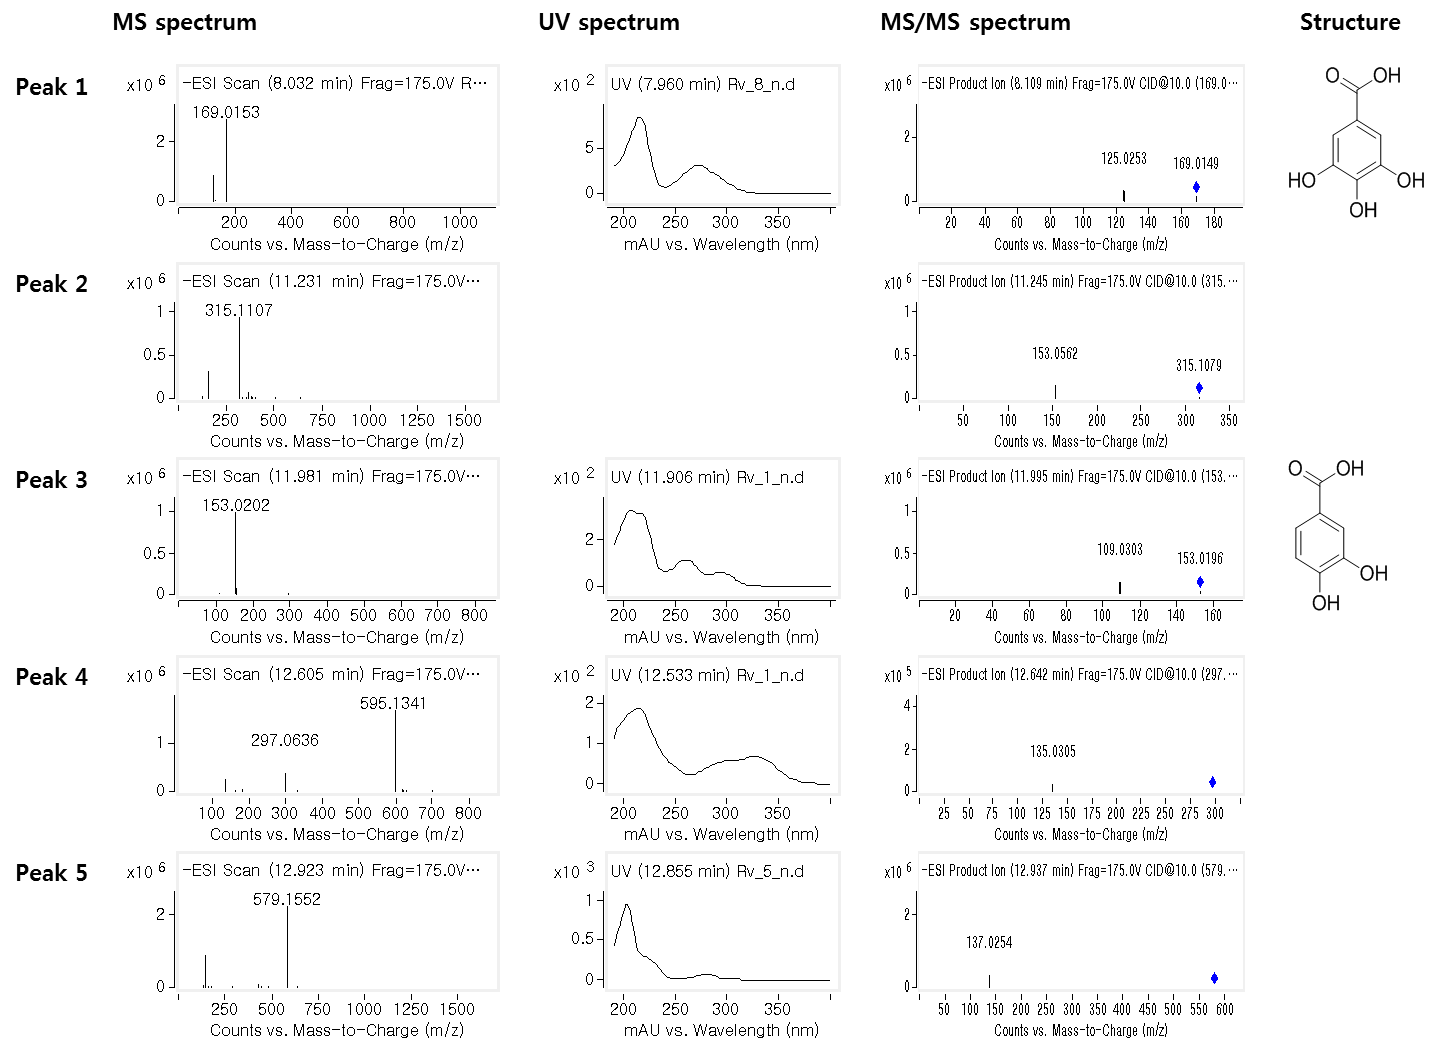 MS spectrum
UV spectrum
MS/MS spectrum
Structure
Peak 1
x10 6
-ESI Scan (8.032 min) Frag=175.0V R···
169.0153
2
0
200 400 600 800 1000
Counts vs. Mass-to-Charge (m/z)
x10 2
UV (7.960 min) Rv_8_n.d
5
0
200 250 300 350
mAU vs. Wavelength (nm)
x10 6
-ESI Product Ion (8.109 min) Frag=175.0V CID@10.0 (169.0···
2
125.0253
169.0149
0
20 40 60 80 100 120 140 160 180
Counts vs. Mass-to-Charge (m/z)
O OH
HO OH
OH
Peak 2
x10 6
-ESI Scan (11.231 min) Frag=175.0V···
1
315.1107
0.5
0
250 500 750 1000 1250 1500
Counts vs. Mass-to-Charge (m/z)
x10 6
-ESI Product Ion (11.245 min) Frag=175.0V CID@10.0 (315.···
1
0.5
153.0562
315.1079
0
50 100 150 200 250 300 350
Counts vs. Mass-to-Charge (m/z)
Peak 3
x10 6
-ESI Scan (11.981 min) Frag=175.0V···
153.0202
1
0.5
0
100 200 300 400 500 600 700 800
Counts vs. Mass-to-Charge (m/z)
x10 2
UV (11.906 min) Rv_1_n.d
2
0
200 250 300 350
mAU vs. Wavelength (nm)
x10 6
-ESI Product Ion (11.995 min) Frag=175.0V CID@10.0 (153.···
1
0.5
109.0303
153.0196
0
20 40 60 80 100 120 140 160
Counts vs. Mass-to-Charge (m/z)
O OH
OH
OH
Peak 4
x10 6
-ESI Scan (12.605 min) Frag=175.0V···
595.1341
297.0636
1
0
100 200 300 400 500 600 700 800
Counts vs. Mass-to-Charge (m/z)
x10 2
UV (12.533 min) Rv_1_n.d
2
1
0
200 250 300 350
mAU vs. Wavelength (nm)
x10 5
-ESI Product Ion (12.642 min) Frag=175.0V CID@10.0 (297.···
4
2
135.0305
0
25 50 75 100 125 150 175 200 225 250 275 300
Counts vs. Mass-to-Charge (m/z)
Peak 5
x10 6
-ESI Scan (12.923 min) Frag=175.0V···
579.1552
2
0
250 500 750 1000 1250 1500
Counts vs. Mass-to-Charge (m/z)
x10 3
UV (12.855 min) Rv_5_n.d
1
0.5
0
200 250 300 350
mAU vs. Wavelength (nm)
x10 6
-ESI Product Ion (12.937 min) Frag=175.0V CID@10.0 (579.···
2
137.0254
0
50 100 150 200 250 300 350 400 450 500 550 600
Counts vs. Mass-to-Charge (m/z)